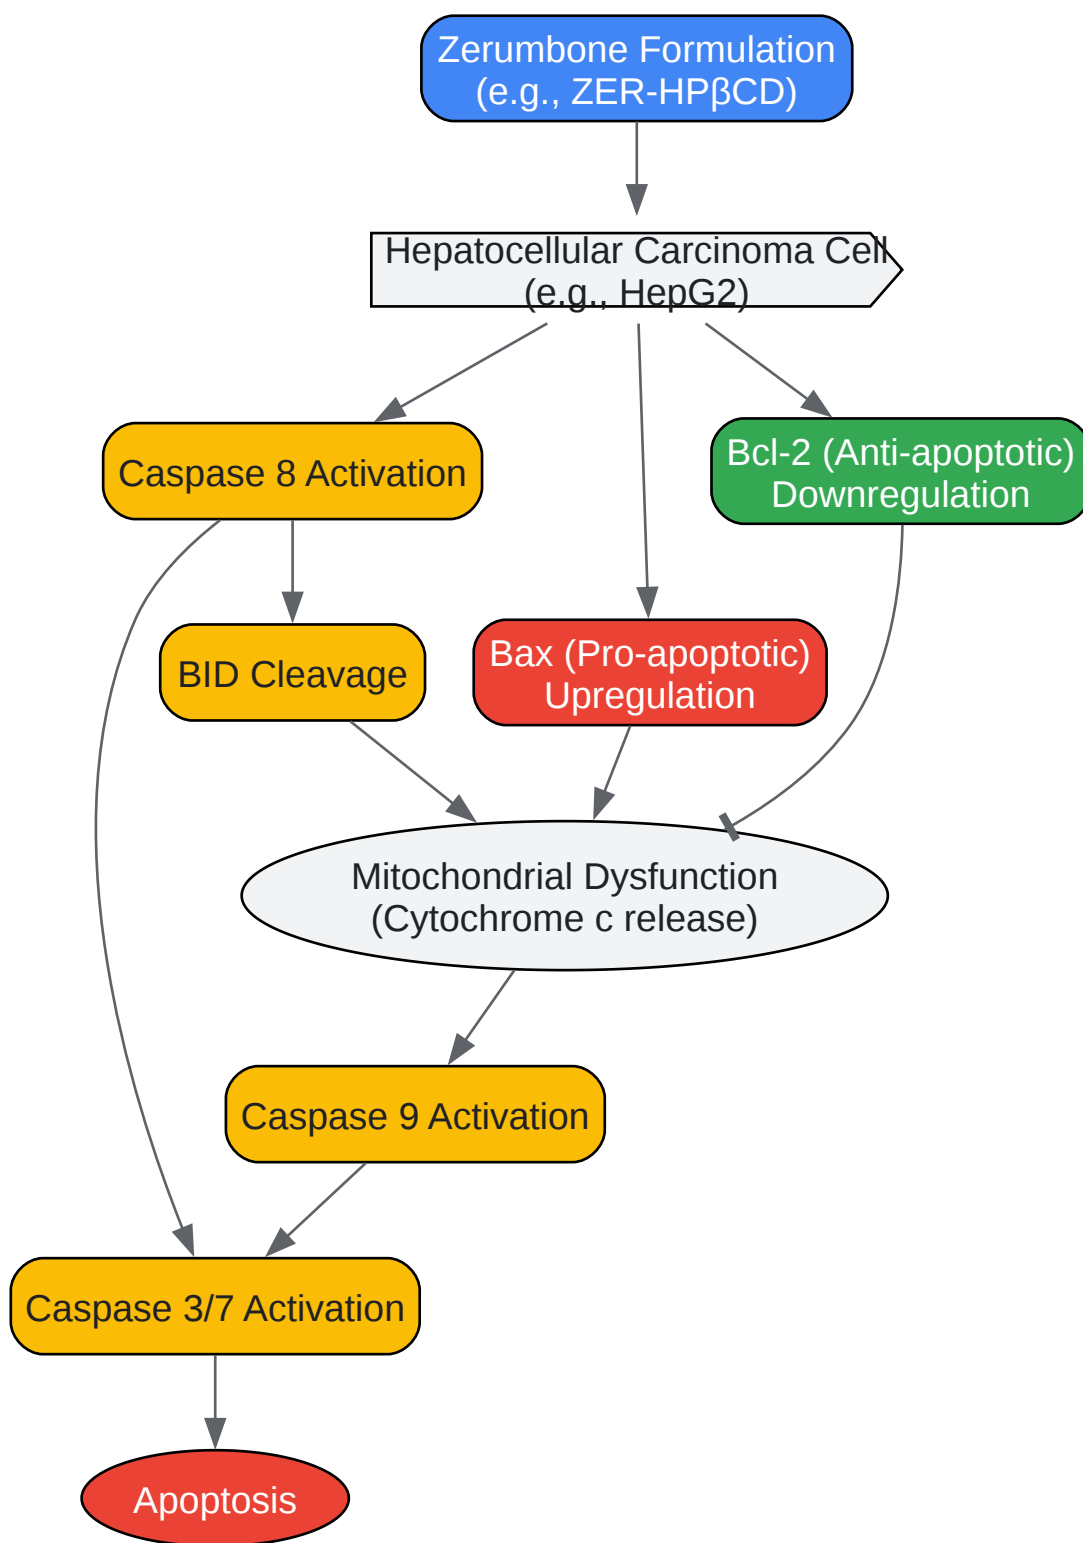 Zerumbone Formulation
(e.g., ZER-HPβCD)
Hepatocellular Carcinoma Cell
(e.g., HepG2)
Caspase 8 Activation
Bcl-2 (Anti-apoptotic)
Downregulation
BID Cleavage
Bax (Pro-apoptotic)
Upregulation
Mitochondrial Dysfunction
(Cytochrome c release)
Caspase 9 Activation
Caspase 3/7 Activation
Apoptosis